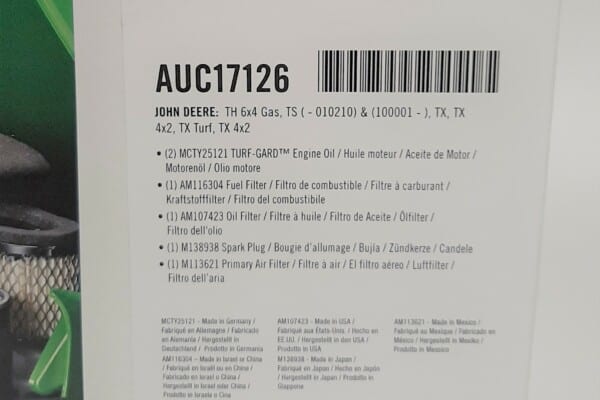 AUC17126
JOHN DEERE: TH 6x4 Gas, TS ( - 010210) & (100001 - ), TX, TX
4x2, TX Turf, TX 4x2
• (2) MCTY25121 TURF-GARD™ Engine Oil / Huile moteur / Aceite de Motor /
Motorenöl / Olio motore
• (1) AM116304 Fuel Filter / Filtro de combustible / Filtre à carburant /
Kraftstofffilter / Filtro del combustibile
• (1) AM107423 Oil Filter / Filtre à huile / Filtro de Aceite / Ölfilter /
Filtro dell'olio
• (1) M138938 Spark Plug / Bougie d'allumage / Bujla / Zündkerze / Candele
• (1) M113621 Primary Air Filter / Filtre à air / El filtro aéreo / Luftfilter /
Filtro dell'aria
MCTY25121 - Made in Germany /
Fabriqué en Allemagne / Fabricado
en Alemania / Hergestellt in
Deutschland / Prodotto in Germania
AM116304 - Made in Israel or China
/ Fabriqué en Israël ou en Chine /
Fabricado en Israel o China /
Hergestellt in Israel oder China /
Prodotto in Israele o Cina
AM107423 - Made in USA /
Fabriqué aux États-Unis. / Hecho en
EE.UU. / Hergestellt in den USA /
Prodotto in USA
M138938 - Made in Japan /
Fabriqué en Japan / Hecho en Japón
/ Hergestellt in Japan / Prodotto in
Giappone
AM113621 - Made in Mexico /
Fabriqué au Mexique / Fabricado en
México / Hergestellt in Mexiko /
Prodotto in Messico